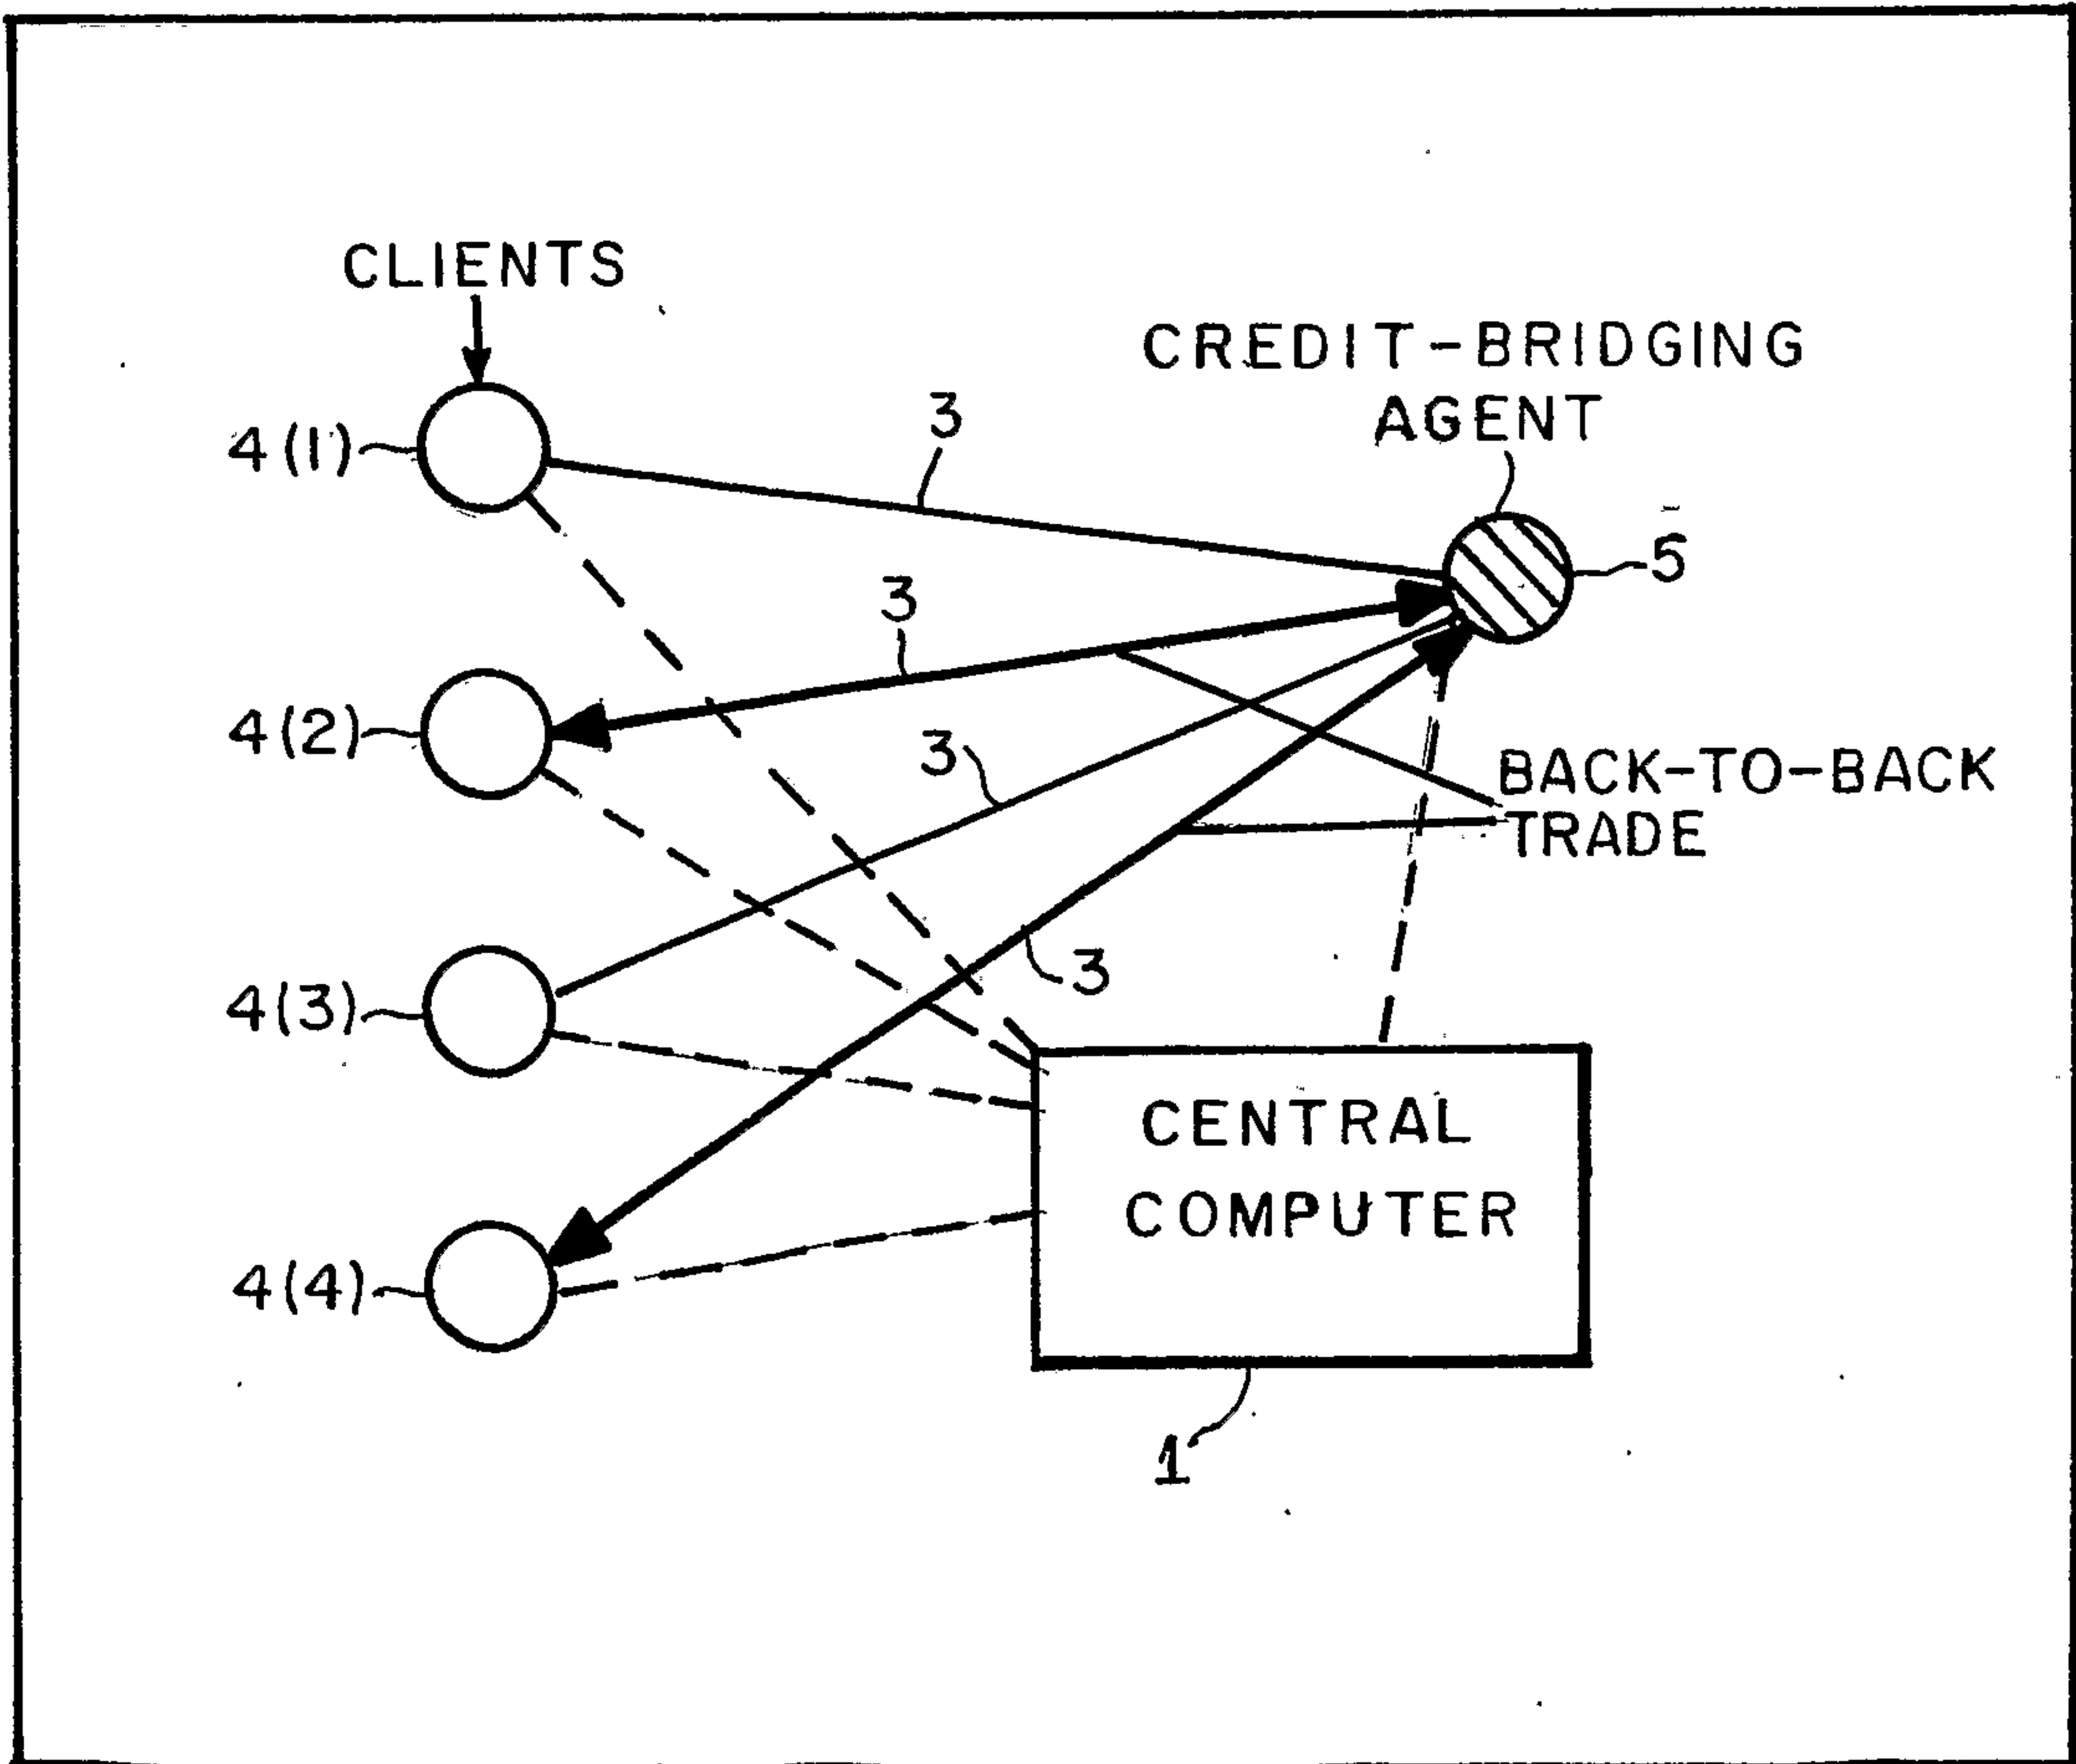 CLIENTS
CREDIT-BRIDGING
AGENT
3
4(1)
5
3
4(2)
3
BACK-TO-BACK
TRADE
3
4(3)
CENTRAL
COMPUTER
4(4)
1